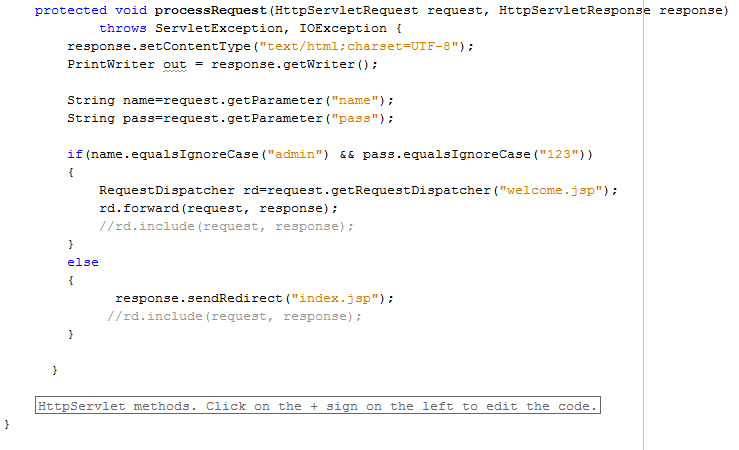 protected void processRequest(HttpServletRequest request, HttpServletResponse response)
throws ServletException, IOException {
response.setContentType("text/html;charset=UTF-8");
PrintWriter out = response.getWriter();
String name=request.getParameter("name");
String pass=request.getParameter("pass");
if(name.equalsIgnoreCase("admin") && pass.equalsIgnoreCase("123"))
{
RequestDispatcher rd=request.getRequestDispatcher("welcome.jsp");
rd.forward(request, response);
//rd.include(request, response);
}
else
{
response.sendRedirect("index.jsp");
//rd.include(request, response);
}
}
HttpServlet methods. Click on the + sign on the left to edit the code.
}